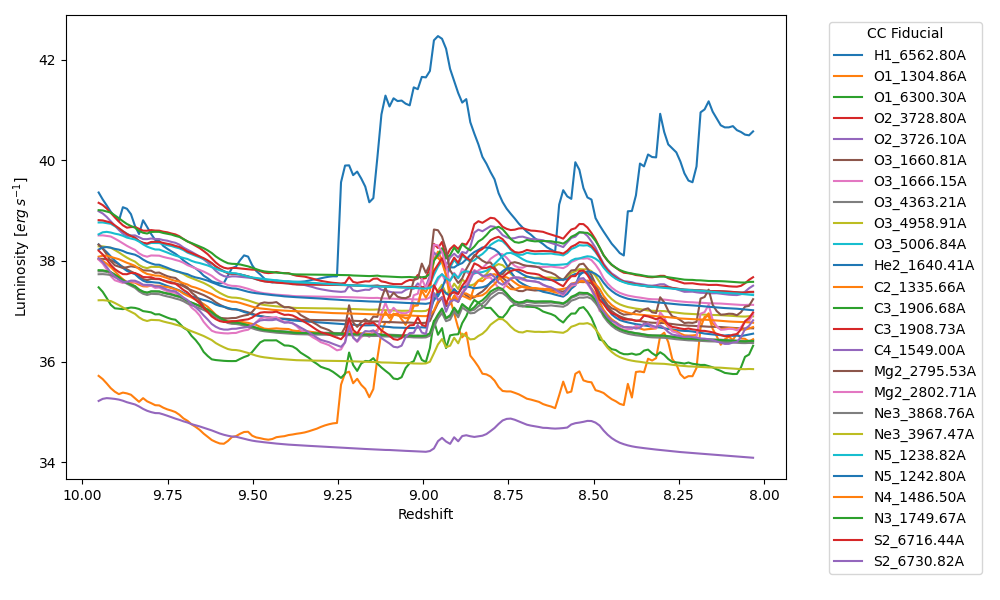 42
40
38
36
34
Luminosity [erg s⁻¹]
10.00 9.75 9.50 9.25 9.00 8.75 8.50 8.25 8.00
Redshift
CC Fiducial
H1_6562.80A
O1_1304.86A
O1_6300.30A
O2_3728.80A
O2_3726.10A
O3_1660.81A
O3_1666.15A
O3_4363.21A
O3_4958.91A
O3_5006.84A
He2_1640.41A
C2_1335.66A
C3_1906.68A
C3_1908.73A
C4_1549.00A
Mg2_2795.53A
Mg2_2802.71A
Ne3_3868.76A
Ne3_3967.47A
N5_1238.82A
N5_1242.80A
N4_1486.50A
N3_1749.67A
S2_6716.44A
S2_6730.82A